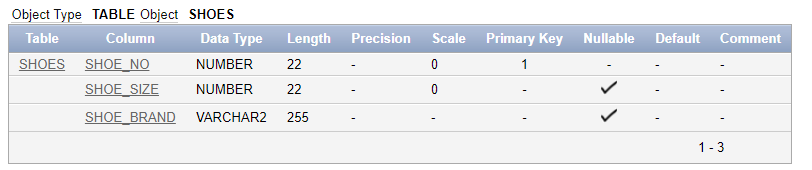 Object Type TABLE Object SHOES
Table Column Data Type Length Precision Scale Primary Key Nullable Default Comment
SHOES SHOE_NO NUMBER 22 - 0 1 - - -
SHOE_SIZE NUMBER 22 - 0 - ✓ - -
SHOE_BRAND VARCHAR2 255 - - - ✓ - -
1 - 3